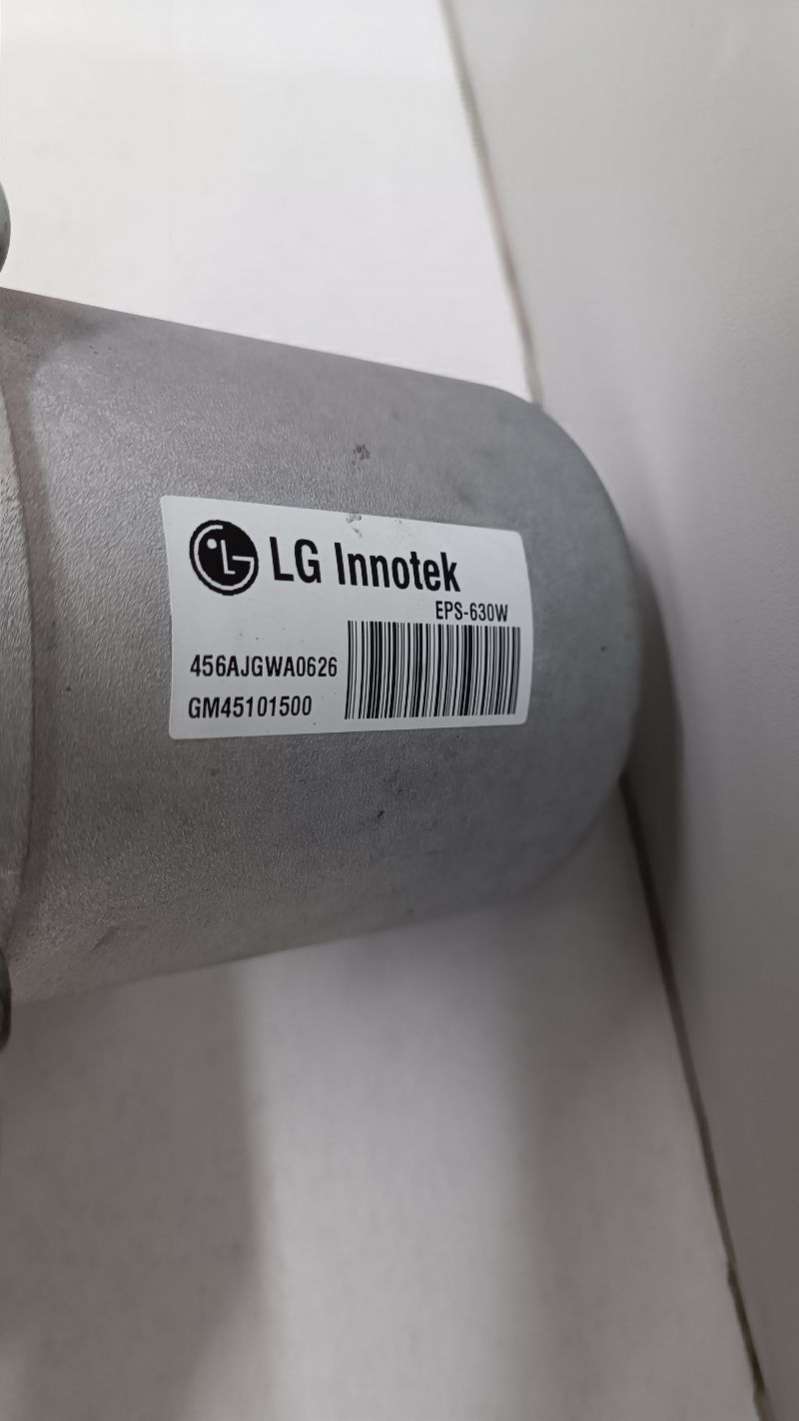 LG Innotek
EPS-630W
456AJGWA0626
GM45101500